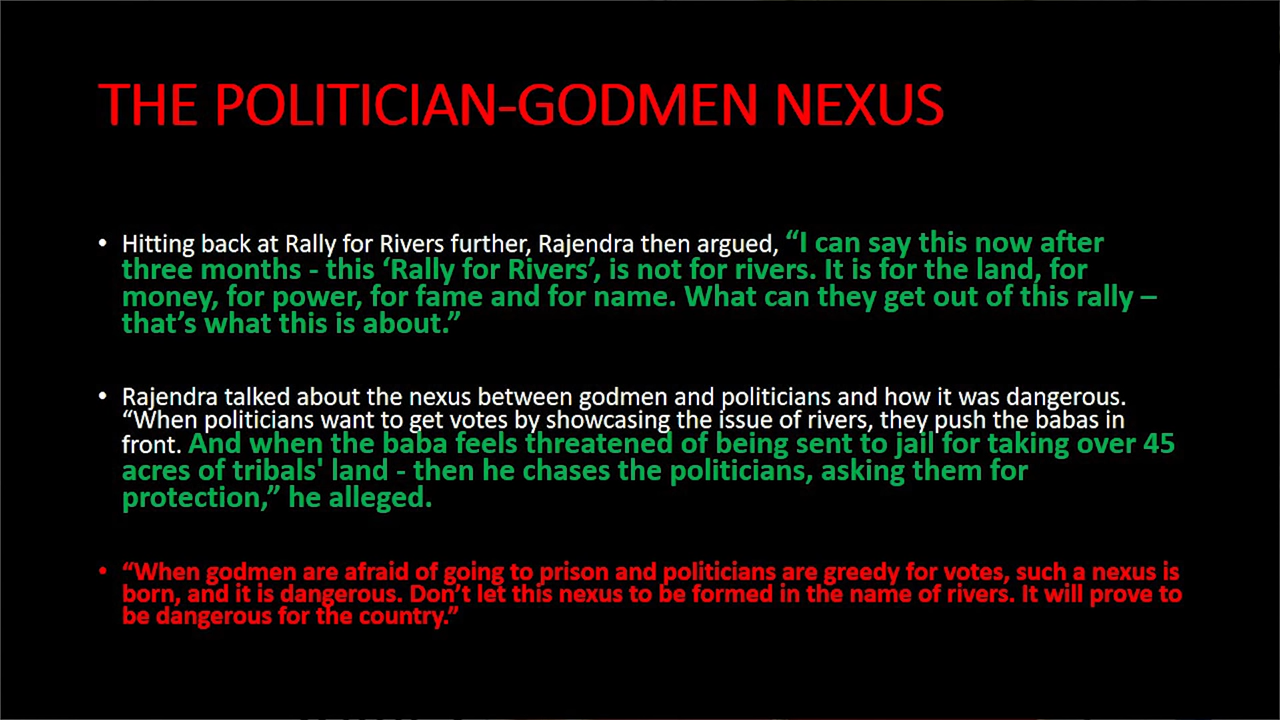 THE POLITICIAN-GODMEN NEXUS
• Hitting back at Rally for Rivers further, Rajendra then argued, “I can say this now after
three months - this ‘Rally for Rivers’, is not for rivers. It is for the land, for
money, for power, for fame and for name. What can they get out of this rally –
that’s what this is about.”
• Rajendra talked about the nexus between godmen and politicians and how it was dangerous.
“When politicians want to get votes by showcasing the issue of rivers, they push the babas in
front. And when the baba feels threatened of being sent to jail for taking over 45
acres of tribals' land - then he chases the politicians, asking them for
protection,” he alleged.
• “When godmen are afraid of going to prison and politicians are greedy for votes, such a nexus is
born, and it is dangerous. Don’t let this nexus to be formed in the name of rivers. It will prove to
be dangerous for the country.”